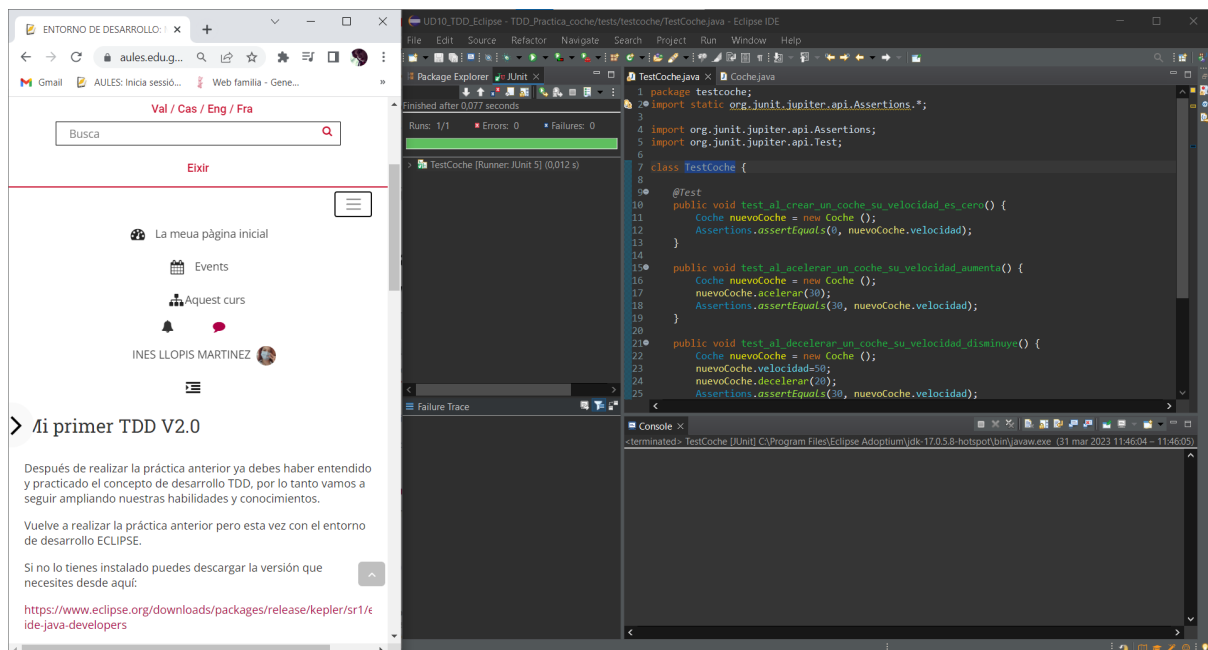 ENTORNO DE DESARROLLO:
aules.edu.g...
Gmail
AULES: Inicia sessió...
Web familia - Gene...
»
Val / Cas / Eng / Fra
Busca
Eixir
La meua pàgina inicial
Events
Aquest curs
INES LLOPIS MARTINEZ
Mi primer TDD V2.0
Después de realizar la práctica anterior ya debes haber entendido
y practicado el concepto de desarrollo TDD, por lo tanto vamos a
seguir ampliando nuestras habilidades y conocimientos.
Vuelve a realizar la práctica anterior pero esta vez con el entorno
de desarrollo ECLIPSE.
Si no lo tienes instalado puedes descargar la versión que
necesites desde aquí:
https://www.eclipse.org/downloads/packages/release/kepler/sr1/e
ide-java-developers
UD10_TDD_Eclipse - TDD_Practica_coche/tests/testcoche/TestCoche.java - Eclipse IDE
File Edit Source Refactor Navigate Search Project Run Window Help
Package Explorer JUnit
Finished after 0,077 seconds
Runs: 1/1 Errors: 0 Failures: 0
TestCoche [Runner: JUnit 5] (0,012 s)
Failure Trace
TestCoche.java Coche.java
1 package testcoche;
2 import static org.junit.jupiter.api.Assertions.*;
3
4 import org.junit.jupiter.api.Assertions;
5 import org.junit.jupiter.api.Test;
6
7 class TestCoche {
8
9 @Test
10 public void test_al_crear_un_coche_su_velocidad_es_cero() {
11 Coche nuevoCoche = new Coche ();
12 Assertions.assertEquals(0, nuevoCoche.velocidad);
13 }
14
15 public void test_al_acelerar_un_coche_su_velocidad_aumenta() {
16 Coche nuevoCoche = new Coche ();
17 nuevoCoche.acelerar(30);
18 Assertions.assertEquals(30, nuevoCoche.velocidad);
19 }
20
21 public void test_al_decelerar_un_coche_su_velocidad_disminuye() {
22 Coche nuevoCoche = new Coche ();
23 nuevoCoche.velocidad=50;
24 nuevoCoche.decelerar(20);
25 Assertions.assertEquals(30, nuevoCoche.velocidad);
Console
<terminated> TestCoche [JUnit] C:\Program Files\Eclipse Adoptium\jdk-17.0.5.8-hotspot\bin\javaw.exe (31 mar 2023 11:46:04 – 11:46:05)